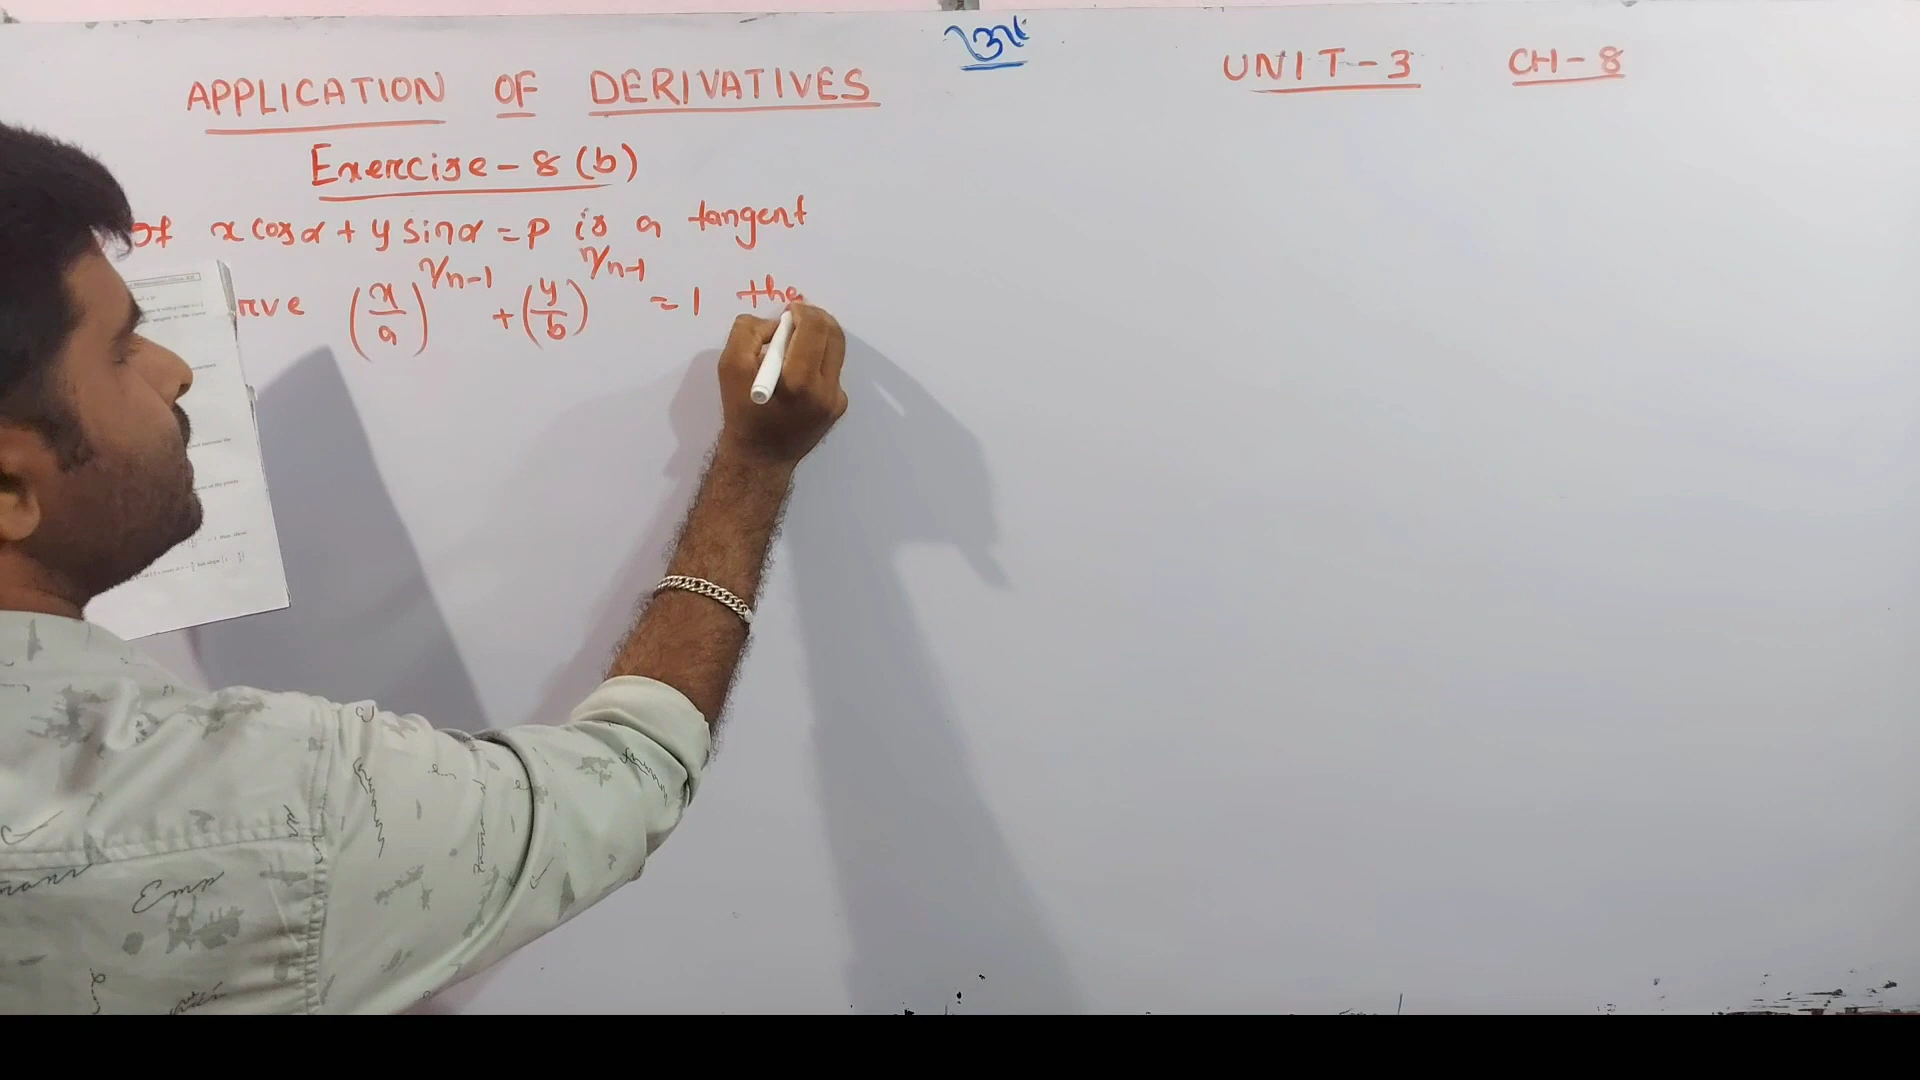 APPLICATION OF DERIVATIVES
UNIT-3 CH-8
Exercise-8(b)
If x cosα + y sinα = p is a tangent
rve (x/a)^n/n-1 + (y/b)^n/n-1 = 1 the